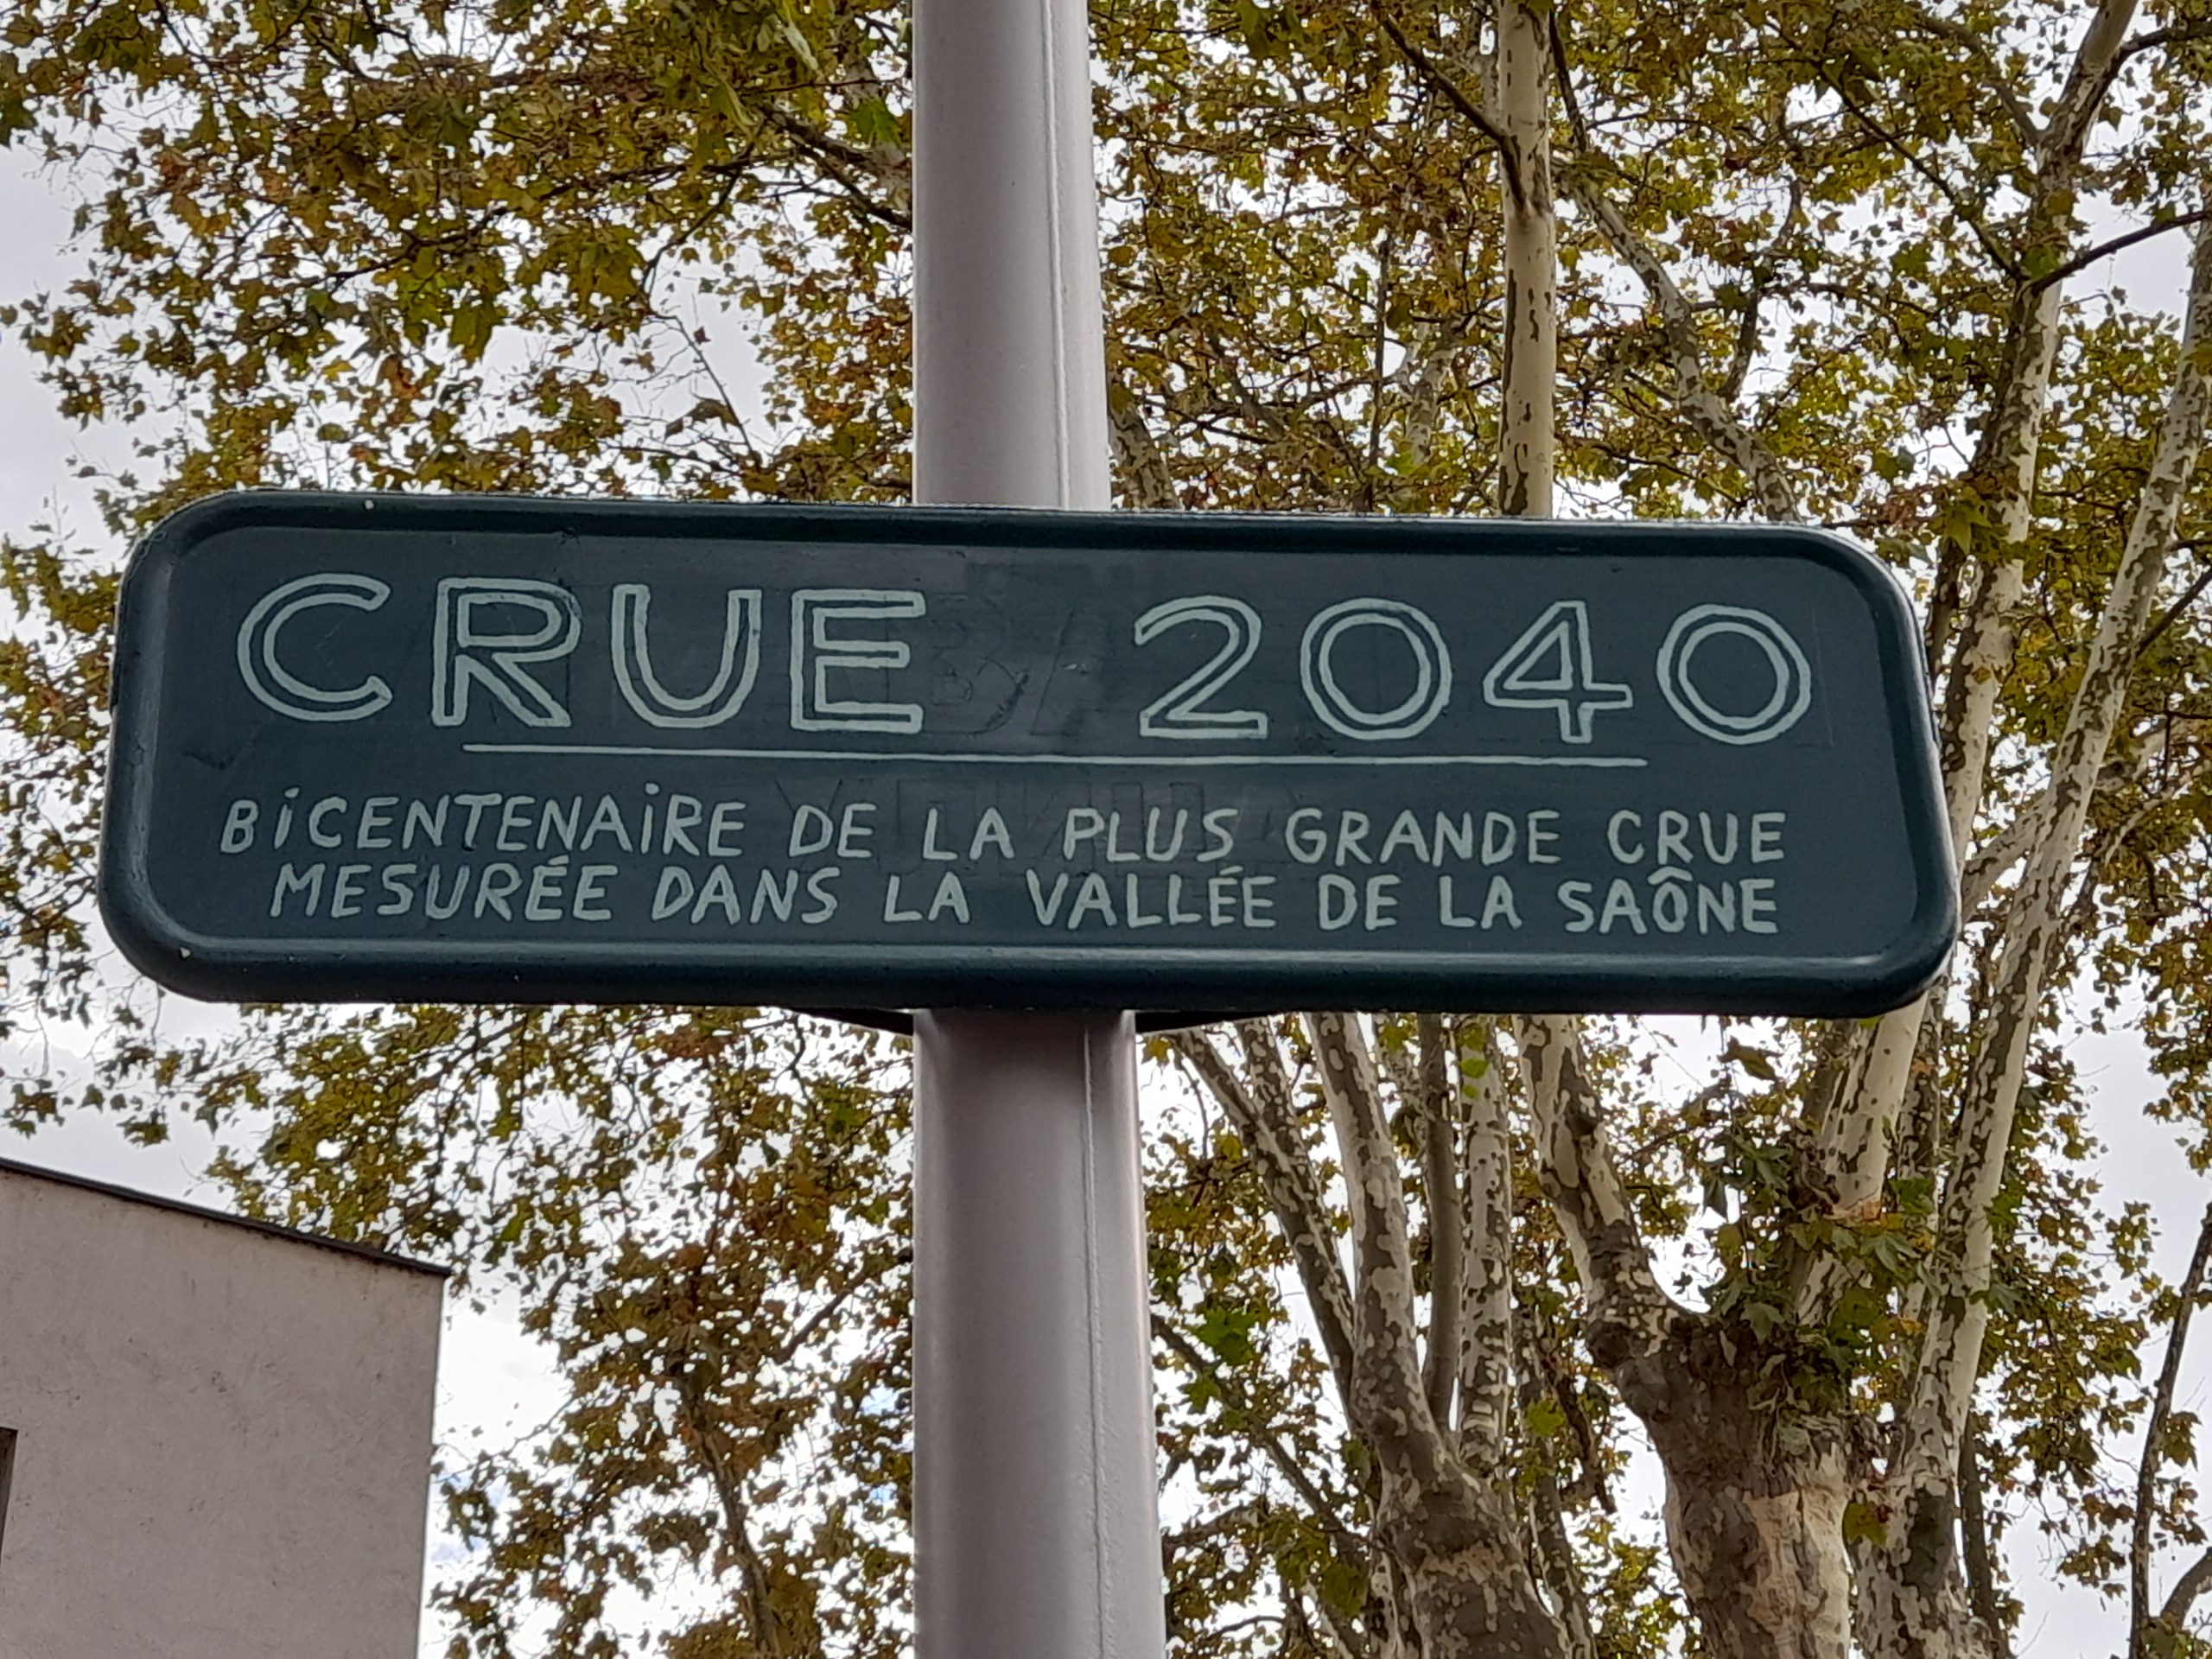 CRUE 2040
BiCENTENAiRE DE LA PLUS GRANDE CRUE
MESURÉE DANS LA VALLÉE DE LA SAÔNE